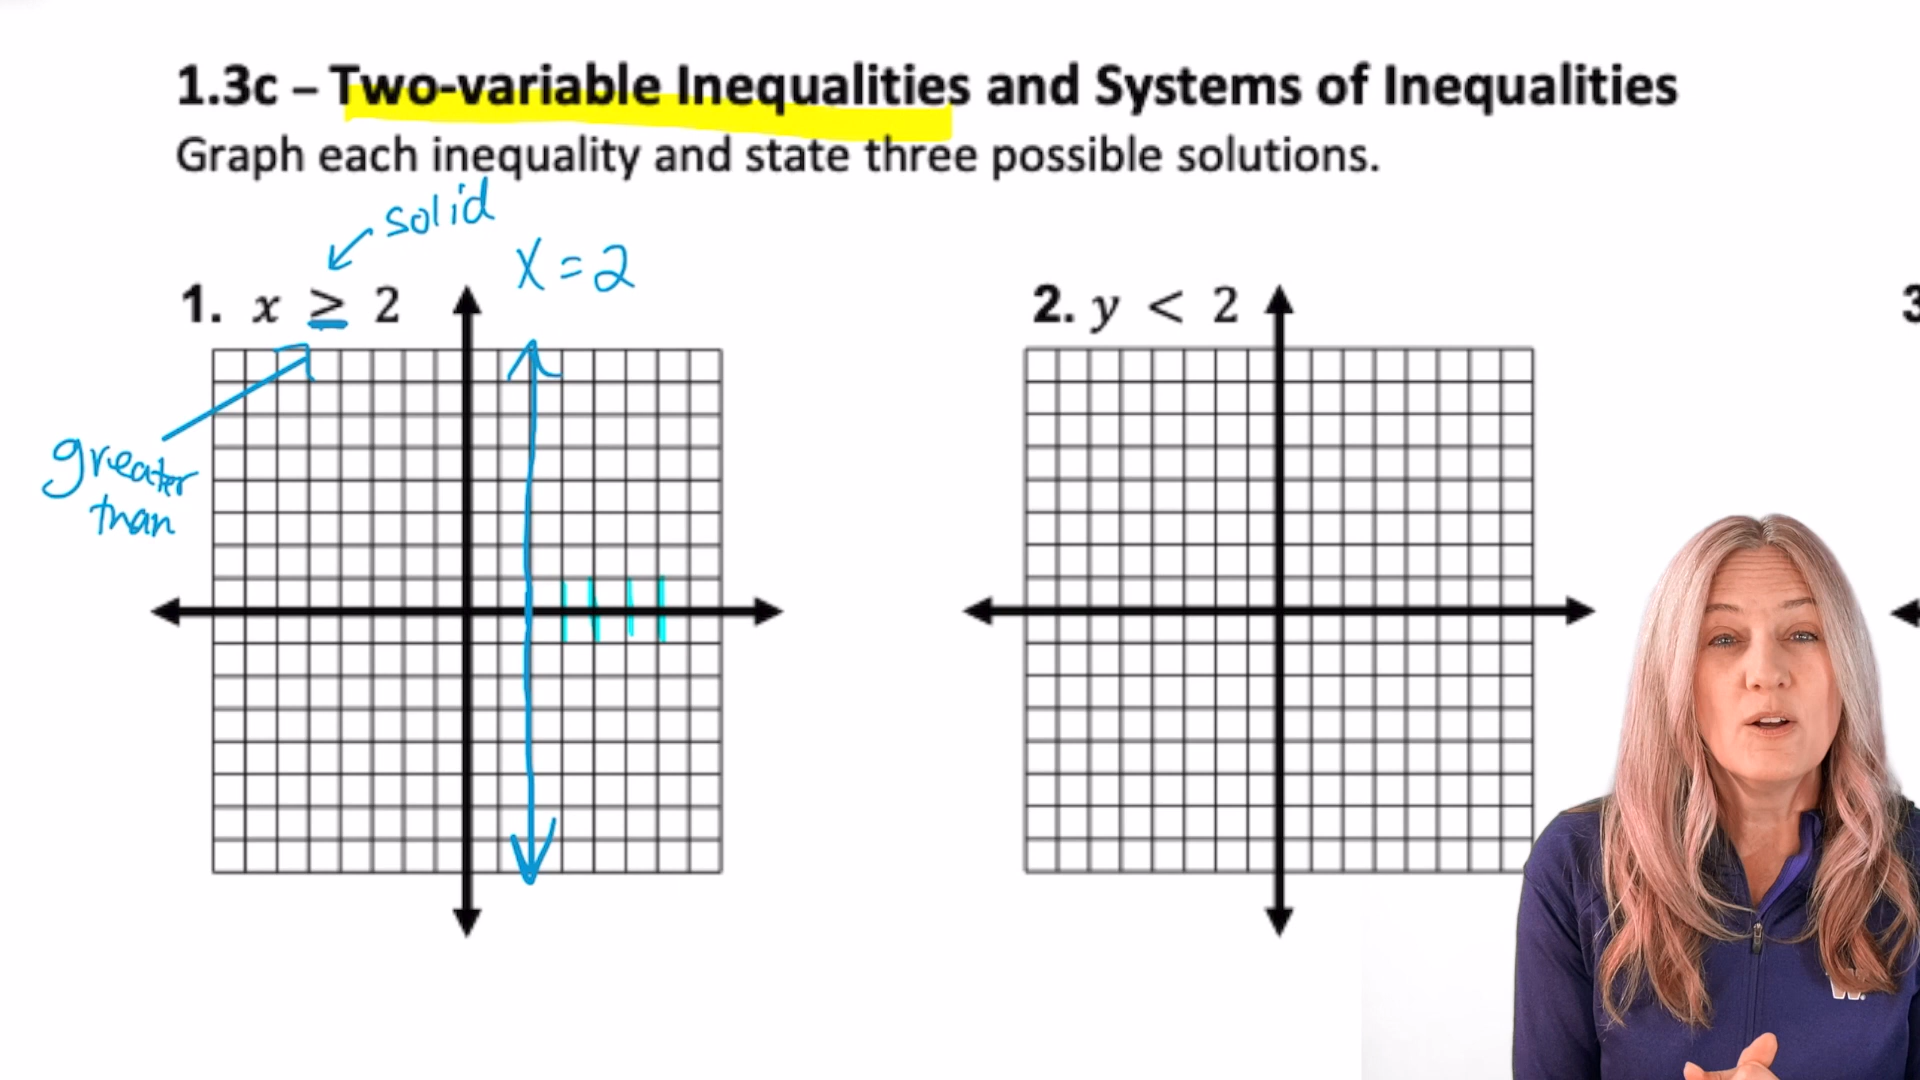 1.3c – Two-variable Inequalities and Systems of Inequalities
Graph each inequality and state three possible solutions.
solid
x = 2
1. x ≥ 2
2. y < 2
3
greater
than
W.